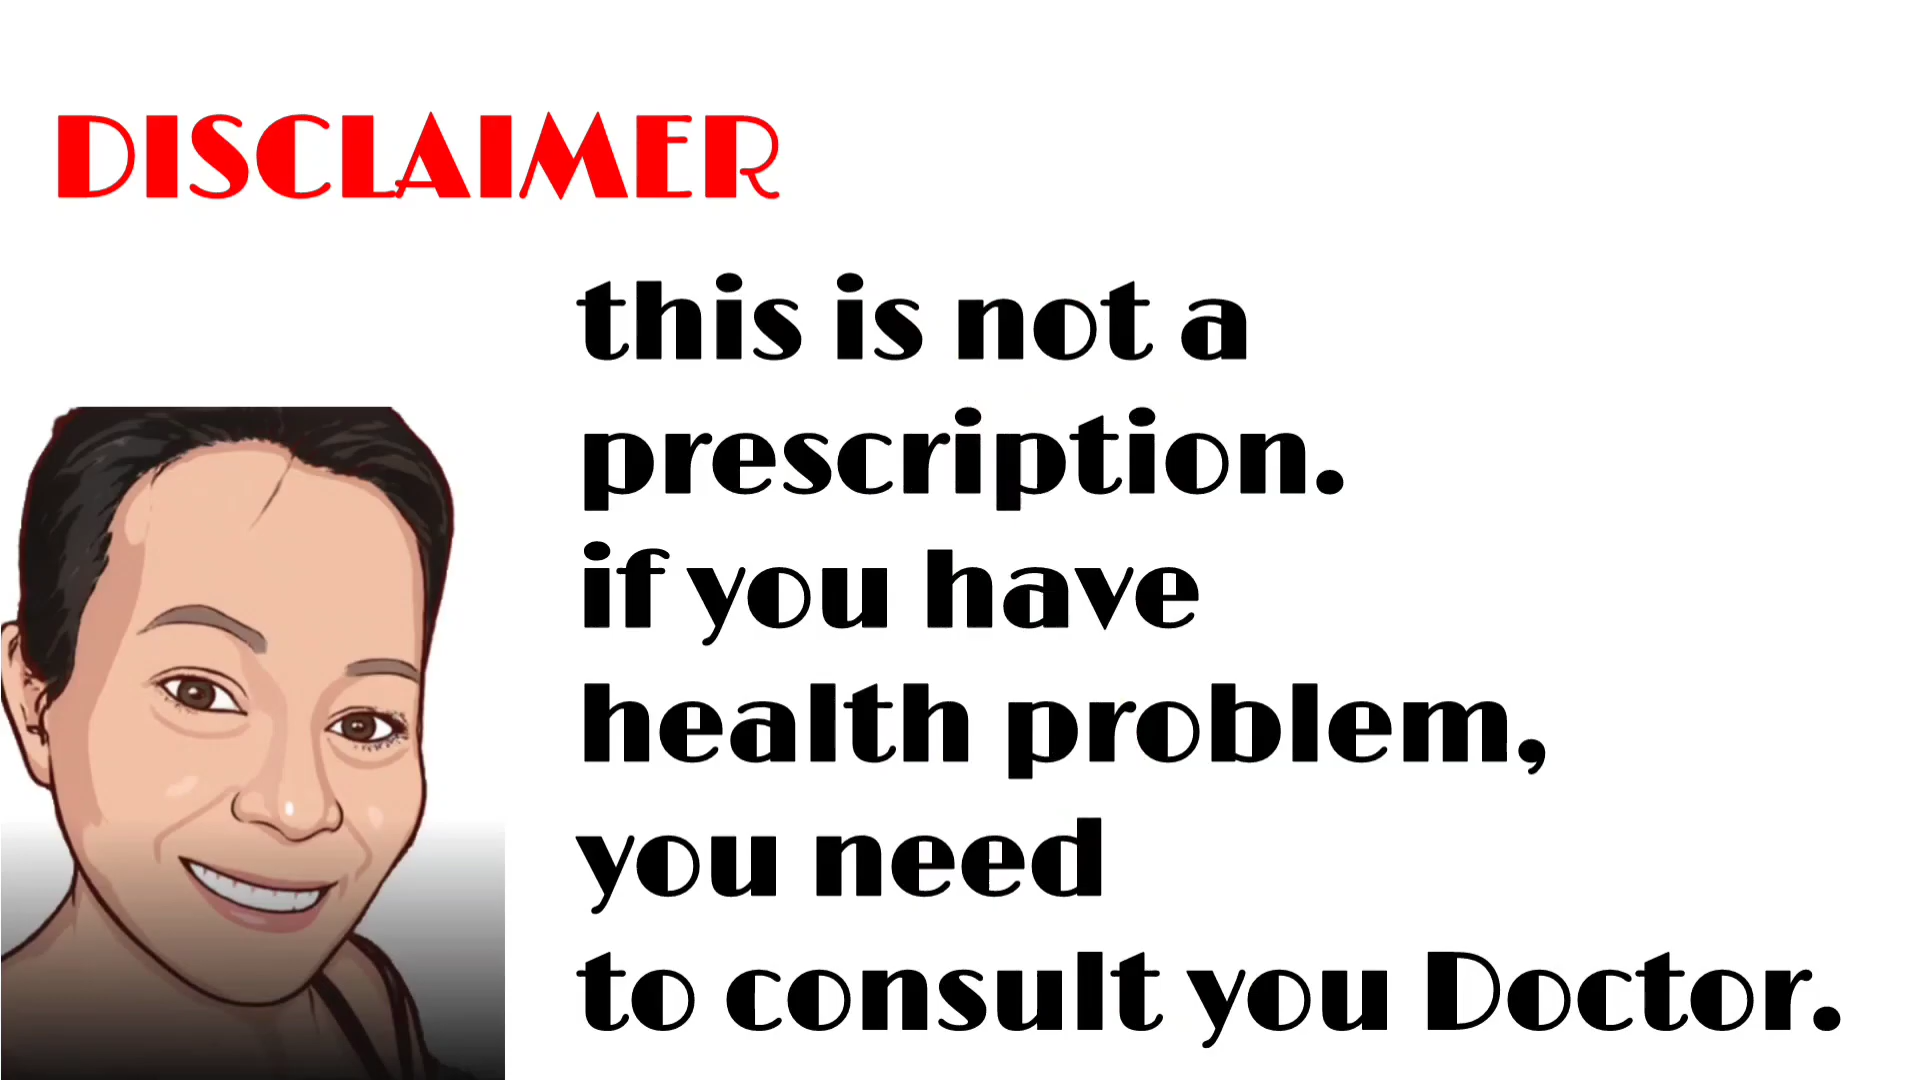 DISCLAIMER
this is not a
prescription.
if you have
health problem,
you need
to consult you Doctor.